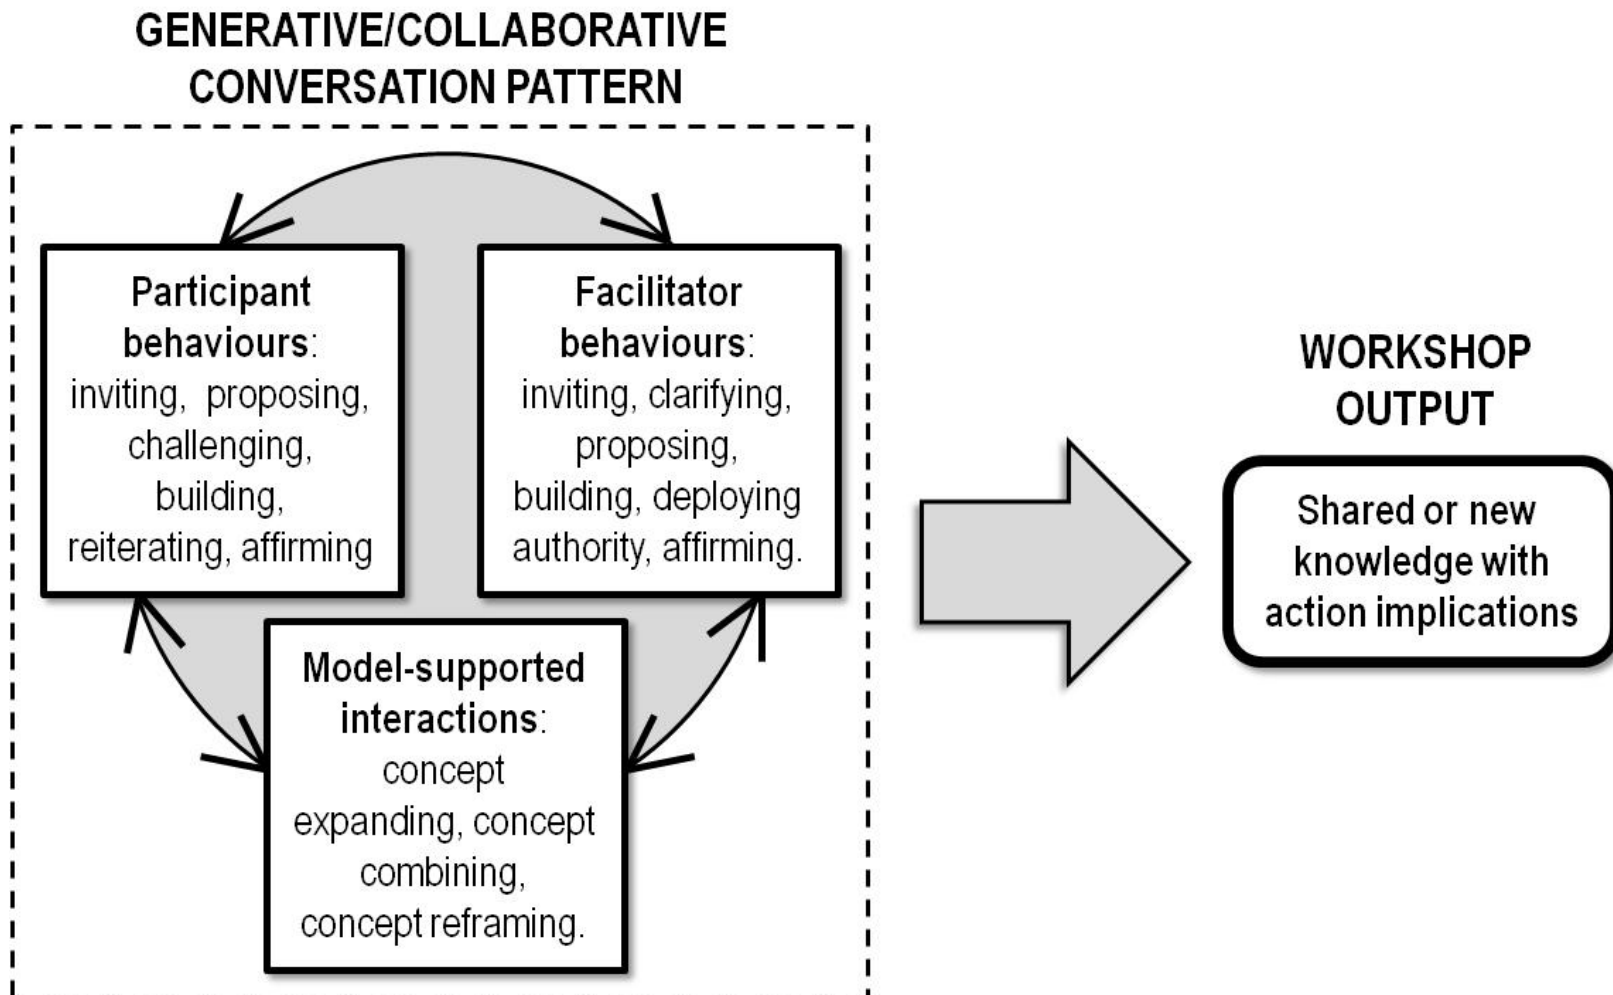 GENERATIVE/COLLABORATIVE
CONVERSATION PATTERN
Participant
behaviours:
inviting, proposing,
challenging,
building,
reiterating, affirming
Facilitator
behaviours:
inviting, clarifying,
proposing,
building, deploying
authority, affirming.
Model-supported
interactions:
concept
expanding, concept
combining,
concept reframing.
WORKSHOP
OUTPUT
Shared or new
knowledge with
action implications